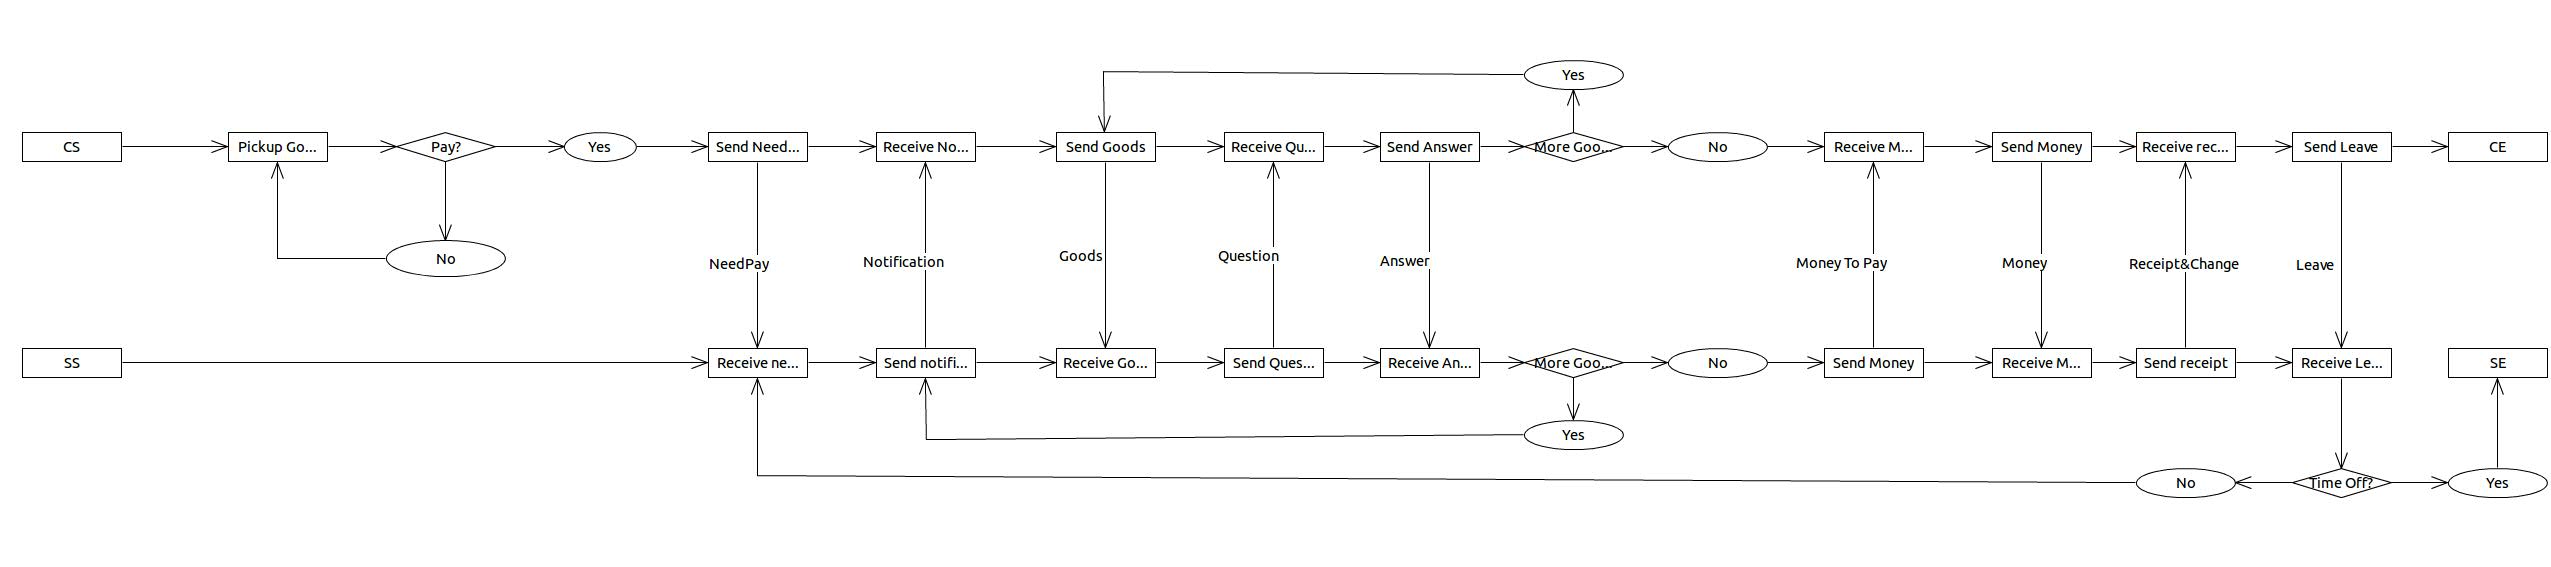 Yes
CS
Pickup Go...
Pay?
Yes
Send Need...
Receive No...
Send Goods
Receive Qu...
Send Answer
More Goo...
No
Receive M...
Send Money
Receive rec...
Send Leave
CE
No
NeedPay
Notification
Goods
Question
Answer
Money To Pay
Money
Receipt&Change
Leave
SS
Receive ne...
Send notifi...
Receive Go...
Send Ques...
Receive An...
More Goo...
No
Send Money
Receive M...
Send receipt
Receive Le...
SE
Yes
No
Time Off?
Yes